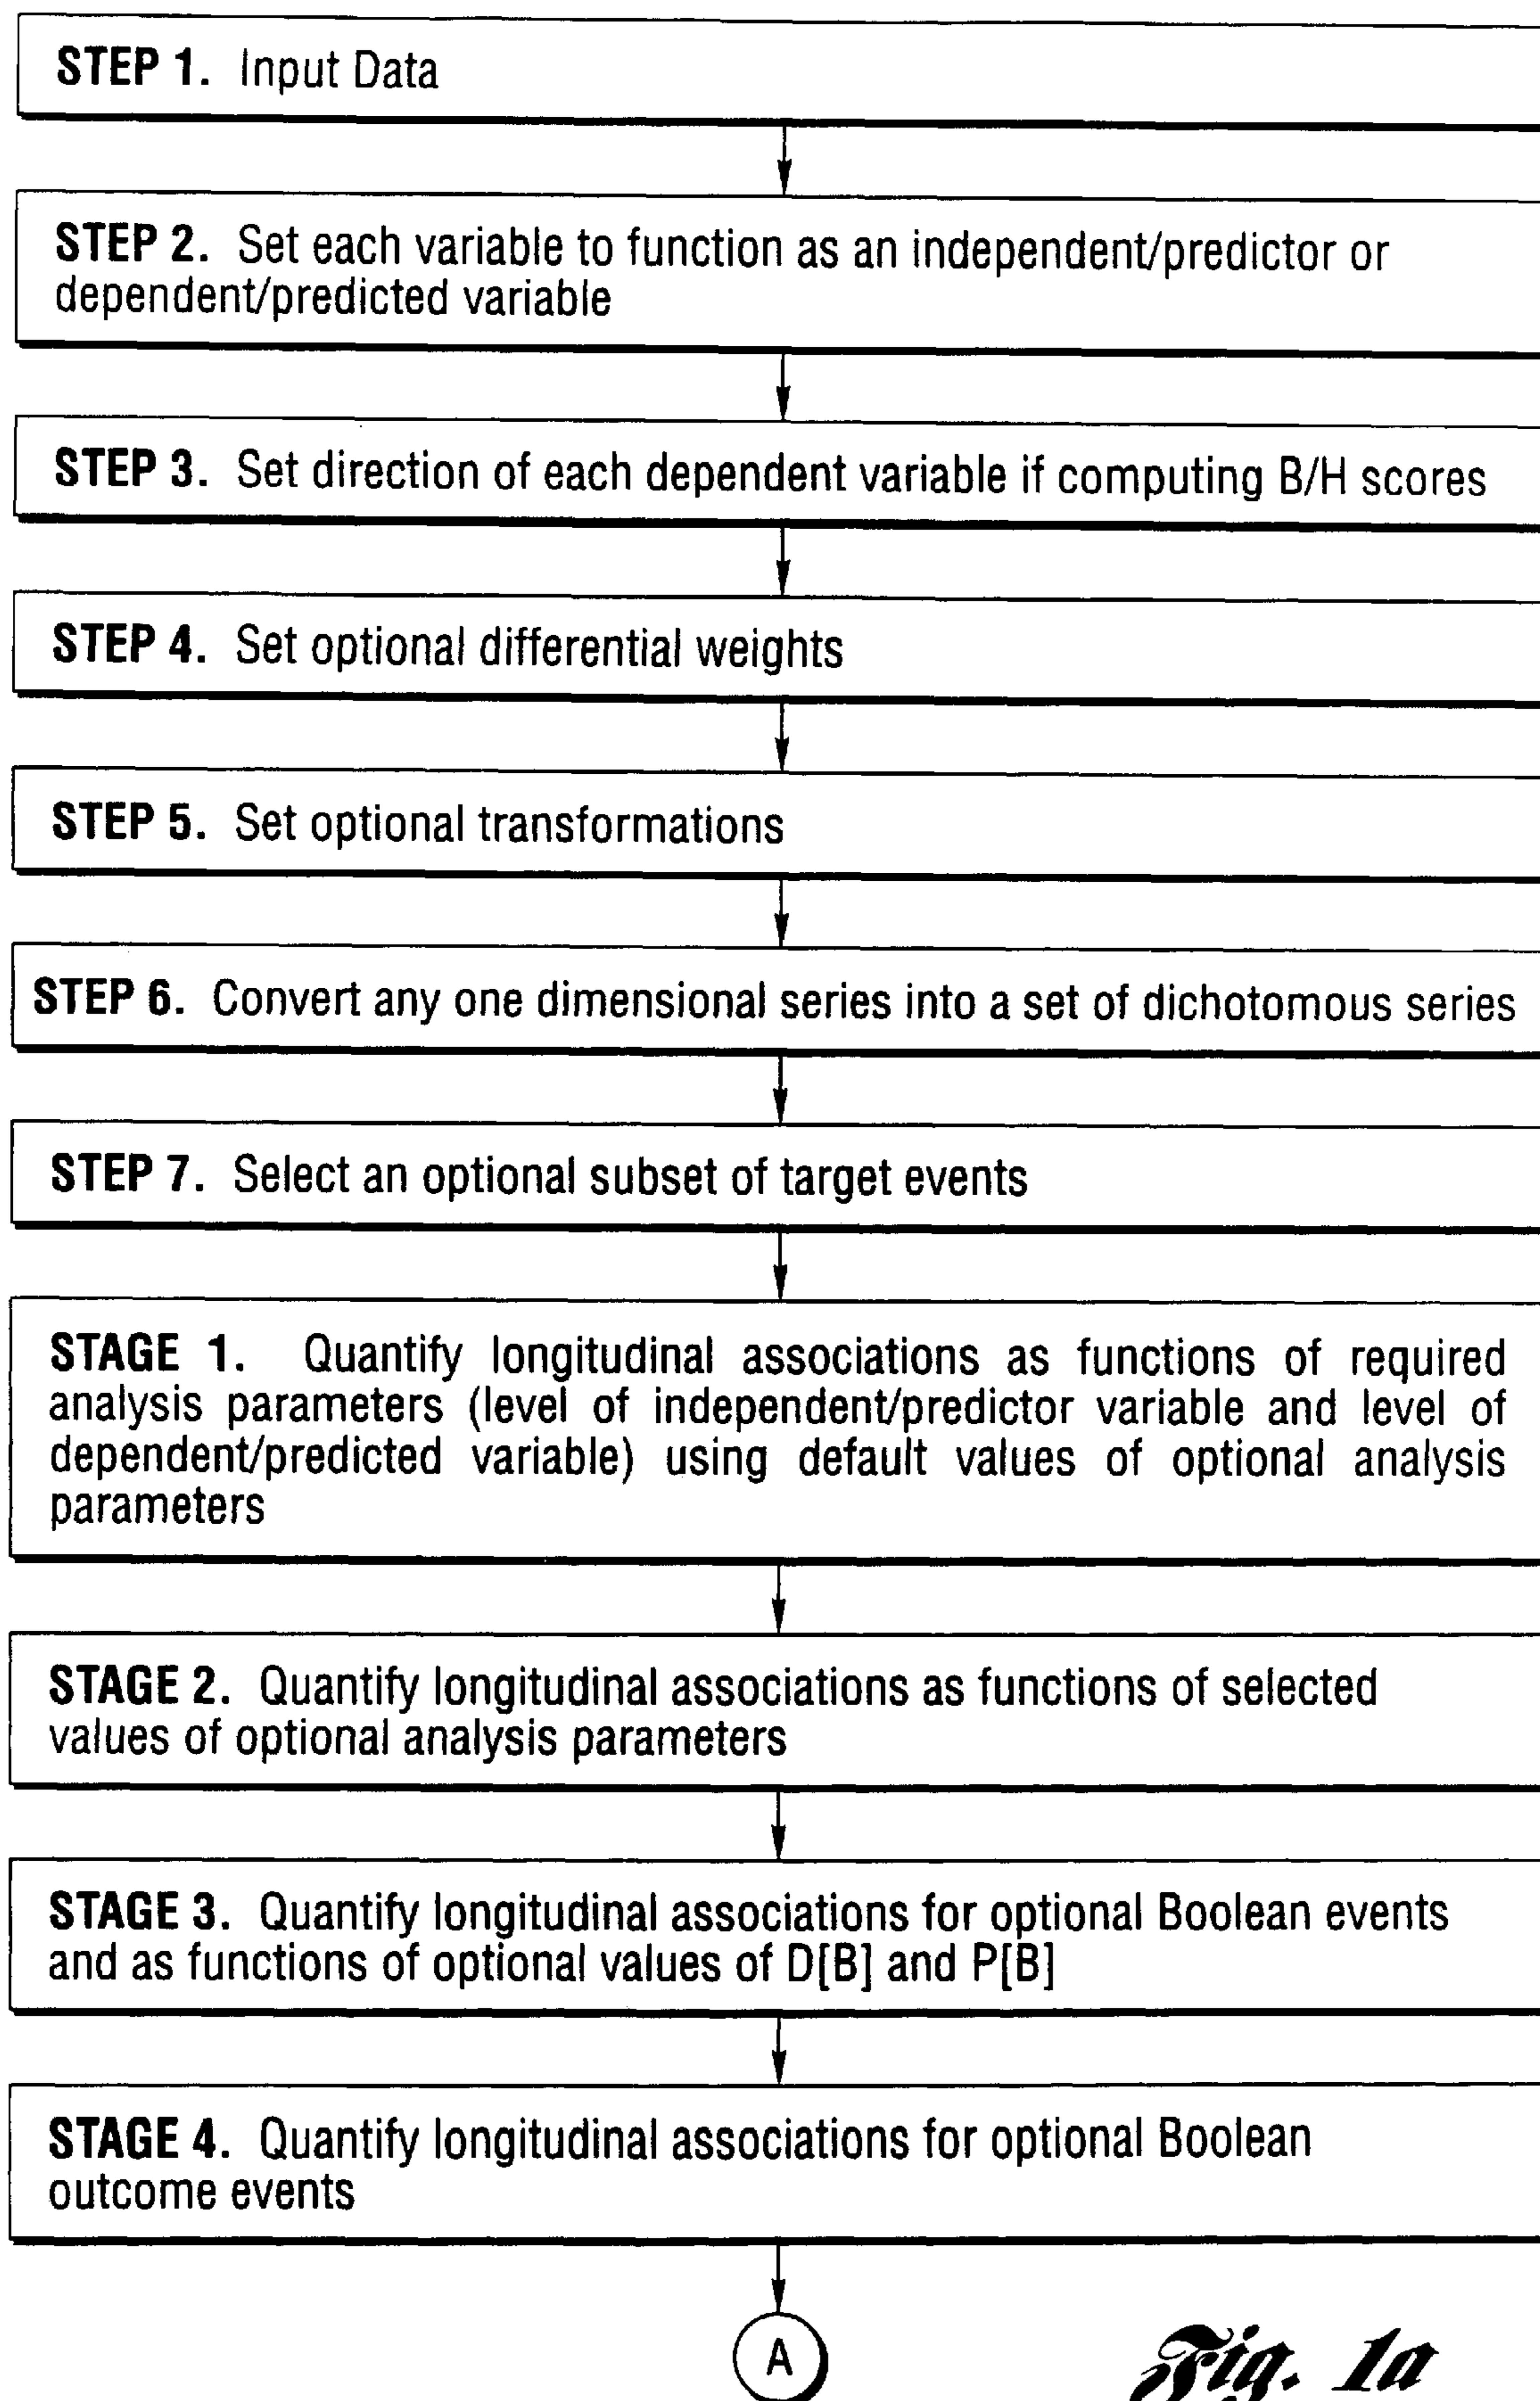 STEP 1. Input Data
STEP 2. Set each variable to function as an independent/predictor or
dependent/predicted variable
STEP 3. Set direction of each dependent variable if computing B/H scores
STEP 4. Set optional differential weights
STEP 5. Set optional transformations
STEP 6. Convert any one dimensional series into a set of dichotomous series
STEP 7. Select an optional subset of target events
STAGE 1. Quantify longitudinal associations as functions of required
analysis parameters (level of independent/predictor variable and level of
dependent/predicted variable) using default values of optional analysis
parameters
STAGE 2. Quantify longitudinal associations as functions of selected
values of optional analysis parameters
STAGE 3. Quantify longitudinal associations for optional Boolean events
and as functions of optional values of D[B] and P[B]
STAGE 4. Quantify longitudinal associations for optional Boolean
outcome events
A
Fig. 1a